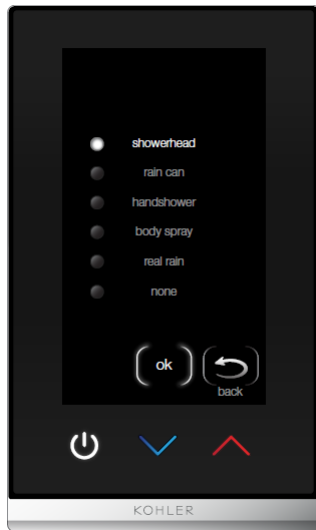 showerhead
rain can
handshower
body spray
real rain
none
ok
back
KOHLER